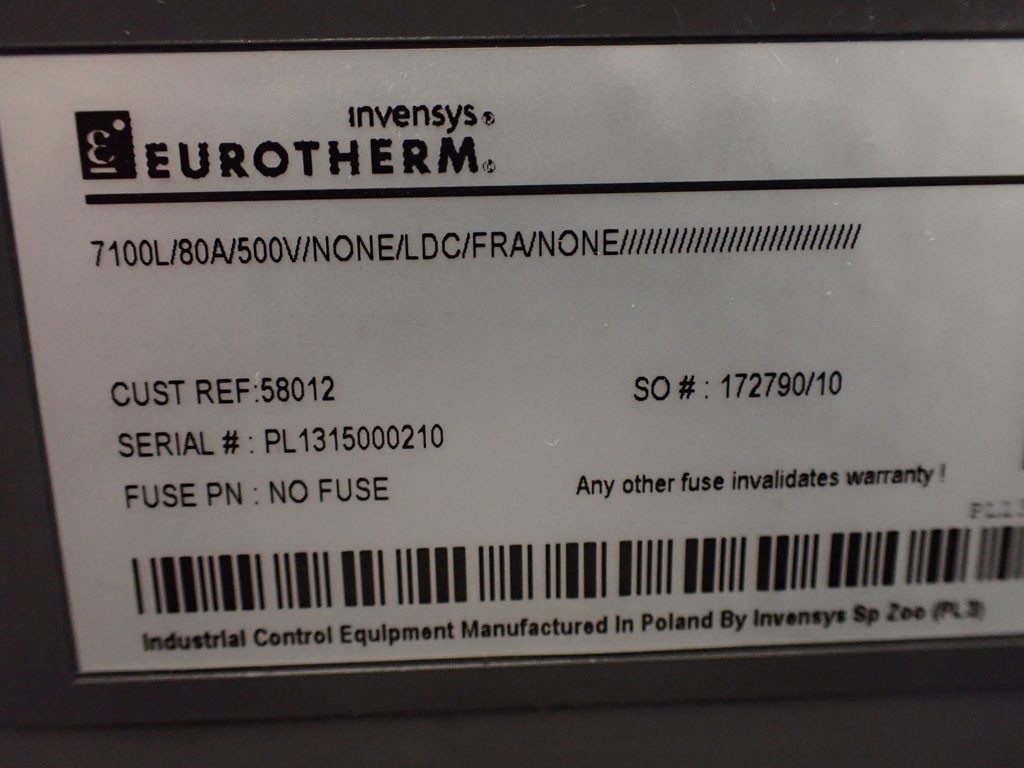 invensys®
EUROTHERM®
7100L/80A/500V/NONE/LDC/FRA/NONE//////////////////////////////
CUST REF:58012
SO # : 172790/10
SERIAL # : PL1315000210
FUSE PN : NO FUSE
Any other fuse invalidates warranty !
Industrial Control Equipment Manufactured In Poland By Invensys Sp Zoo (PL3)